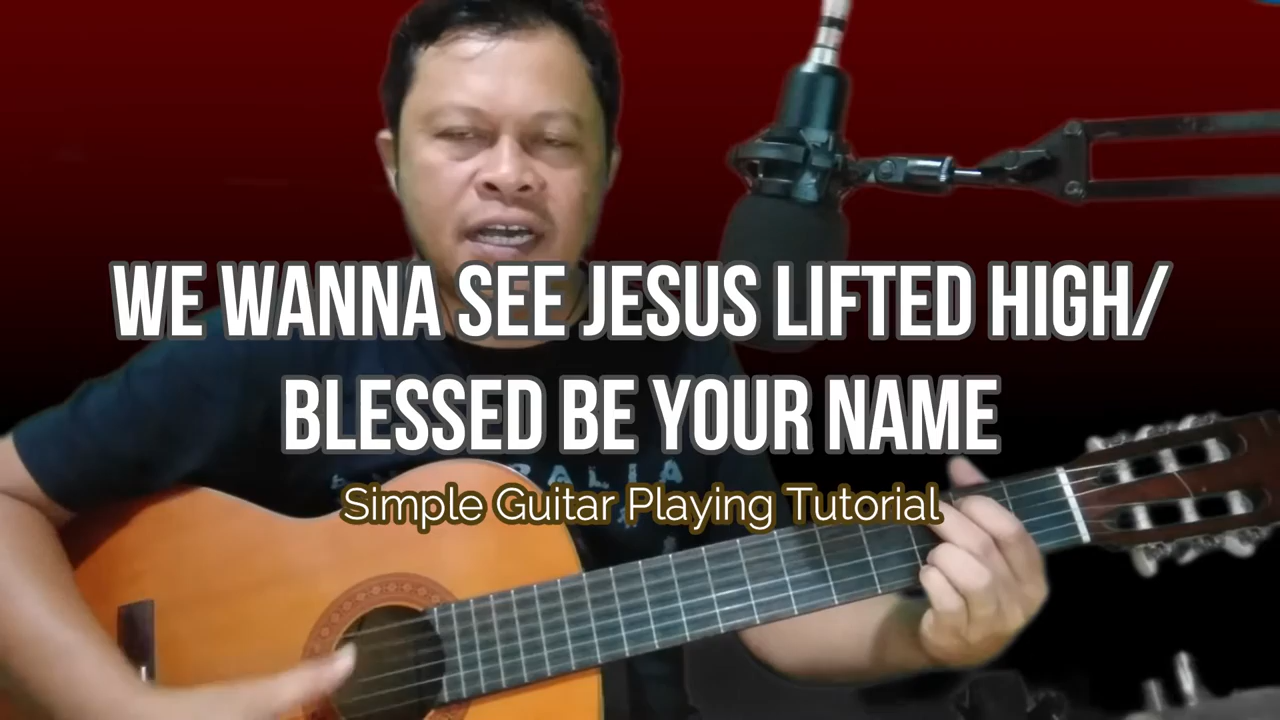 WE WANNA SEE JESUS LIFTED HIGH/
BLESSED BE YOUR NAME
Simple Guitar Playing Tutorial